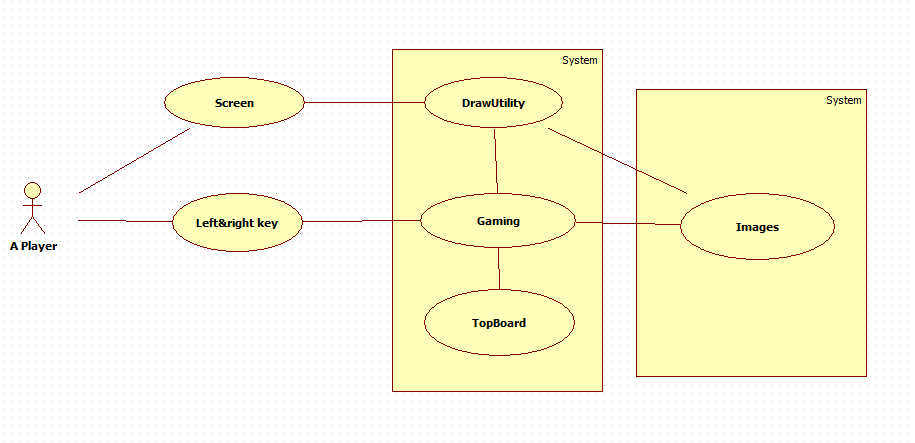 System
Screen
DrawUtility
System
Left&right key
Gaming
Images
A Player
TopBoard